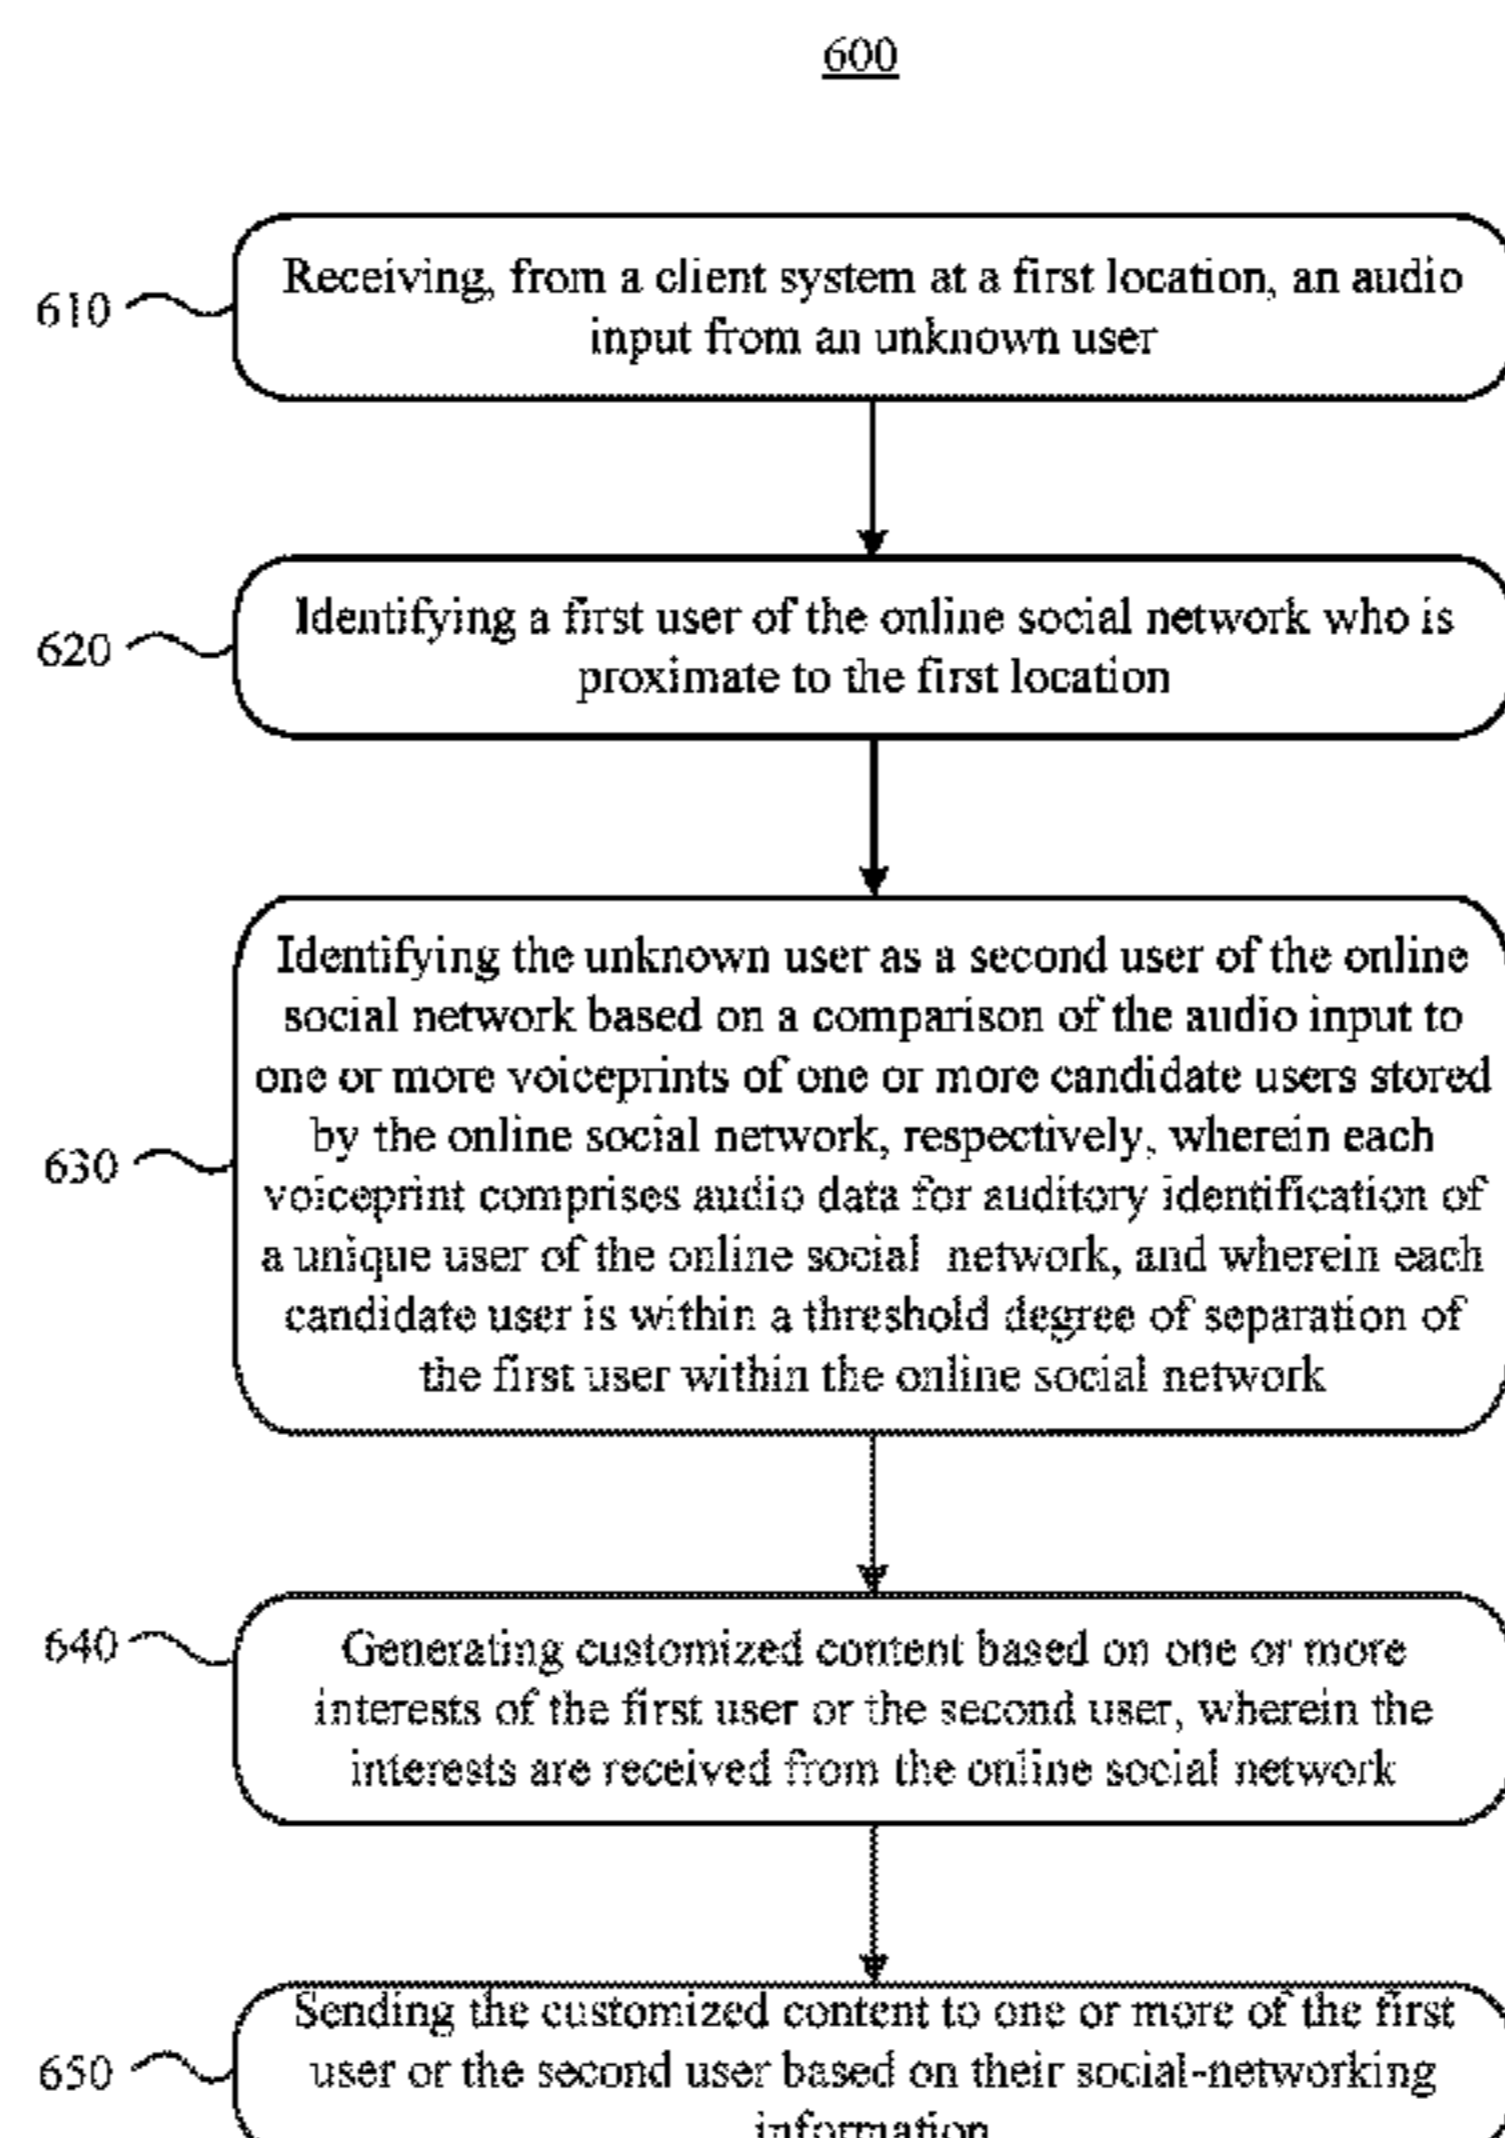 600
610
Receiving, from a client system at a first location, an audio
input from an unknown user
620
Identifying a first user of the online social network who is
proximate to the first location
630
Identifying the unknown user as a second user of the online
social network based on a comparison of the audio input to
one or more voiceprints of one or more candidate users stored
by the online social network, respectively, wherein each
voiceprint comprises audio data for auditory identification of
a unique user of the online social network, and wherein each
candidate user is within a threshold degree of separation of
the first user within the online social network
640
Generating customized content based on one or more
interests of the first user or the second user, wherein the
interests are received from the online social network
650
Sending the customized content to one or more of the first
user or the second user based on their social-networking
information